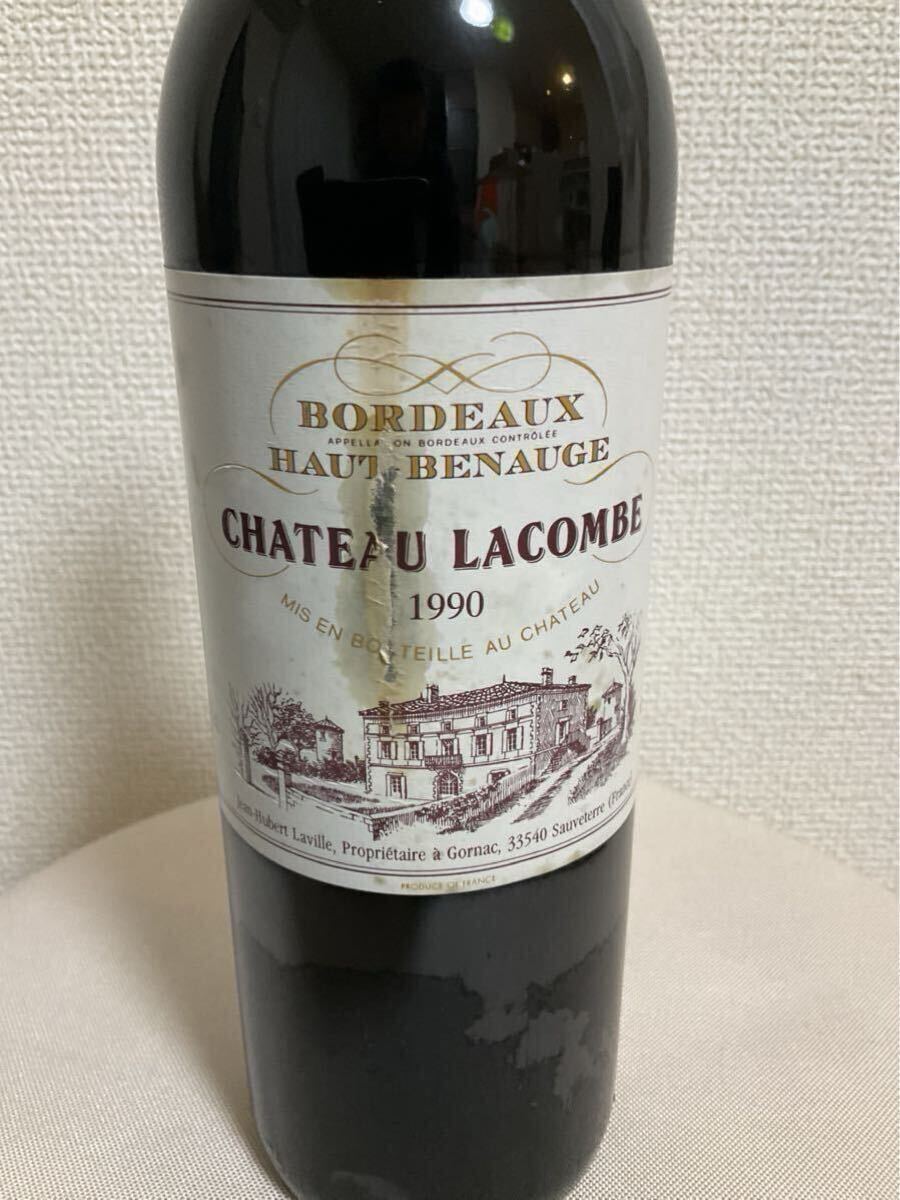 BORDEAUX
APPELLATION BORDEAUX CONTRÔLÉE
HAUT BENAUGE
CHATEAU LACOMBE
1990
MIS EN BOUTEILLE AU CHATEAU
Jean-Hubert Laville, Propriétaire à Gornac, 33540 Sauveterre (France)
PRODUCE OF FRANCE